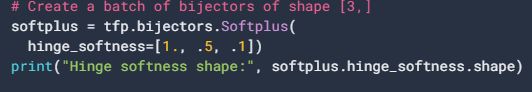 # Create a batch of bijectors of shape [3,]
softplus = tfp.bijectors.Softplus(
  hinge_softness=[1., .5, .1])
print("Hinge softness shape:", softplus.hinge_softness.shape)